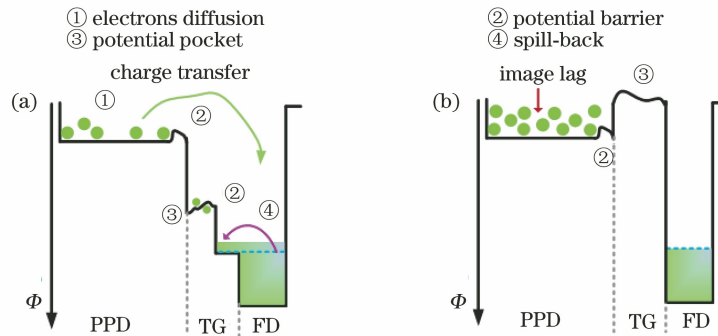 ① electrons diffusion ② potential barrier
③ potential pocket ④ spill-back
charge transfer
image lag
(a) ① ② ③ ② ④
(b) ③ ②
Φ PPD TG FD
Φ PPD TG FD